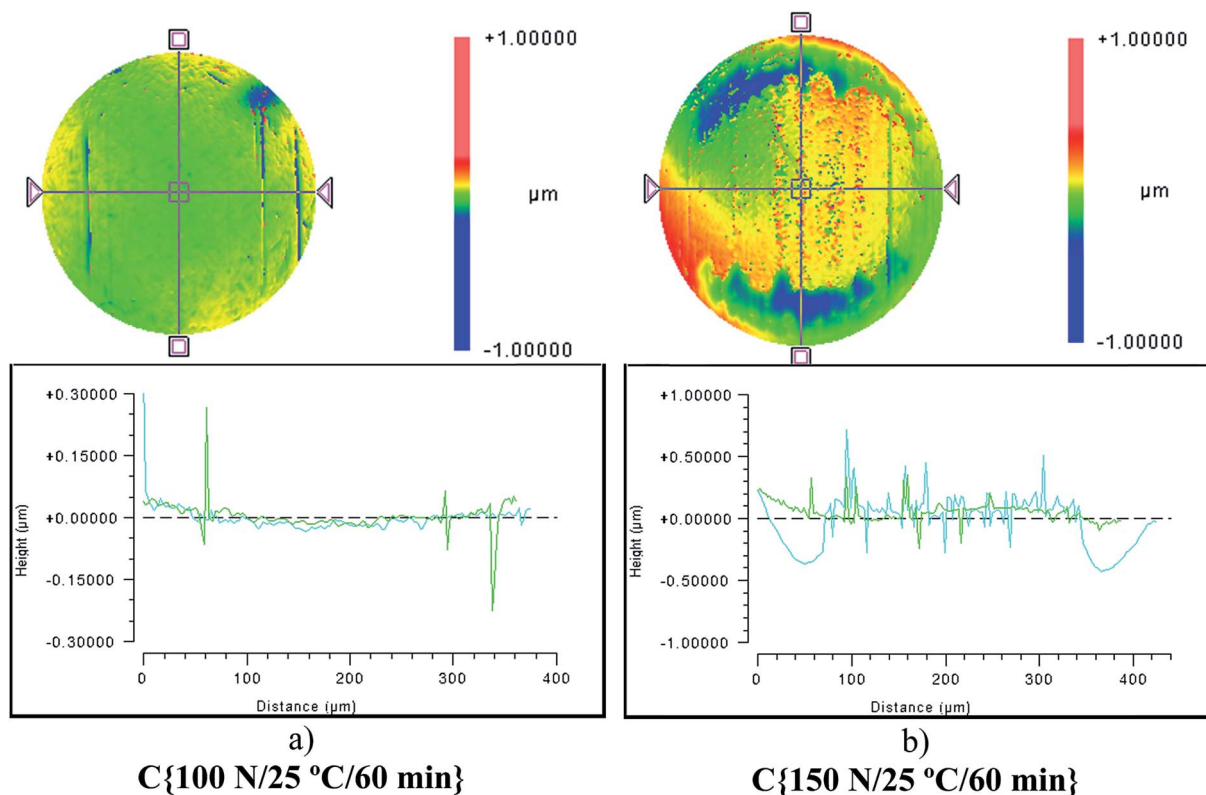 +1.00000
µm
-1.00000
+1.00000
µm
-1.00000
+0.30000
+0.15000
+0.00000
-0.15000
-0.30000
Height (µm)
0 100 200 300 400
Distance (µm)
+1.00000
+0.50000
+0.00000
-0.50000
-1.00000
Height (µm)
0 100 200 300 400
Distance (µm)
a)
C{100 N/25 ºC/60 min}
b)
C{150 N/25 ºC/60 min}